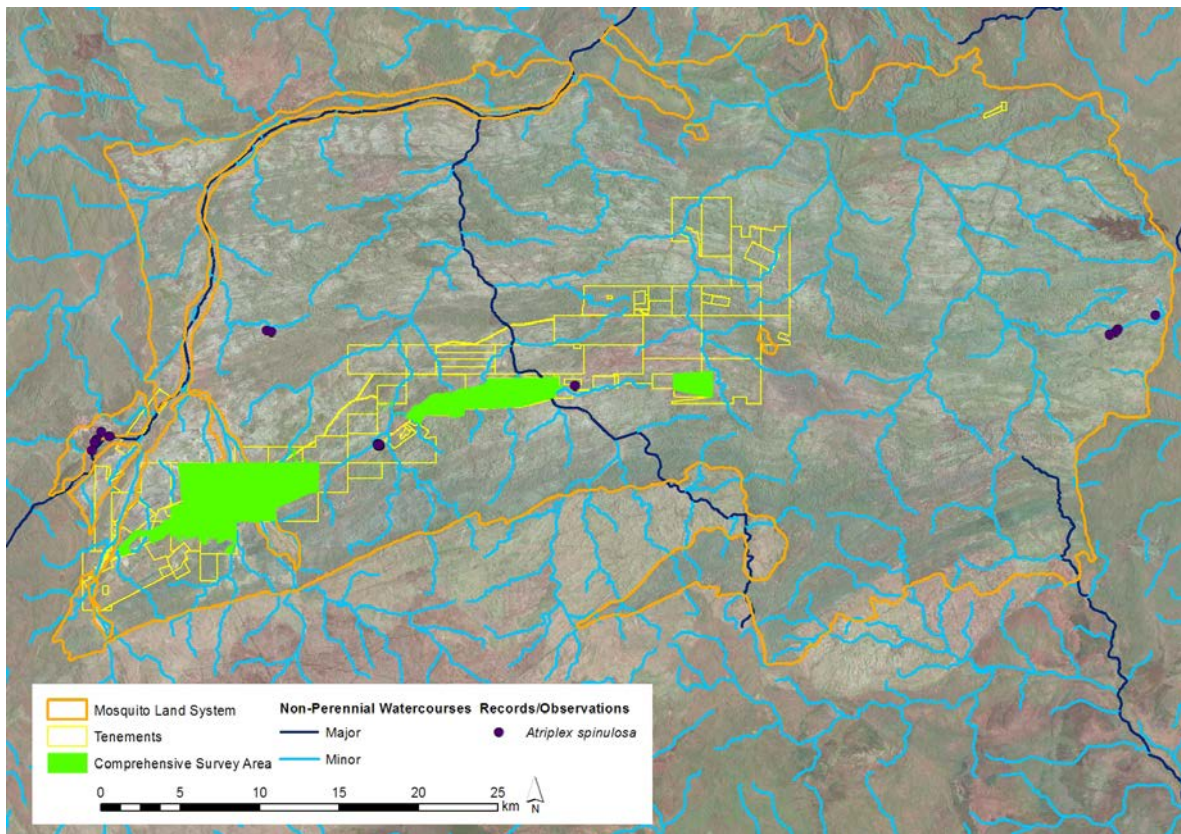 Mosquito Land System
Tenements
Comprehensive Survey Area
Non-Perennial Watercourses
Major
Minor
Records/Observations
Atriplex spinulosa
0 5 10 15 20 25
km
N